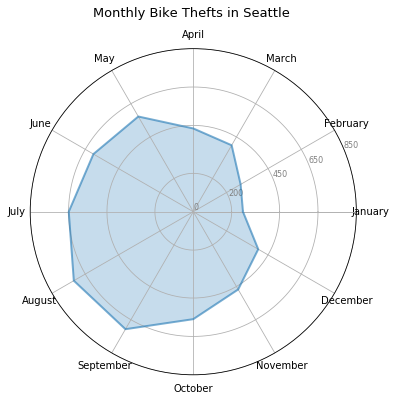 Monthly Bike Thefts in Seattle
April
May
March
June
February
850
650
450
200
0
July
January
August
December
September
November
October